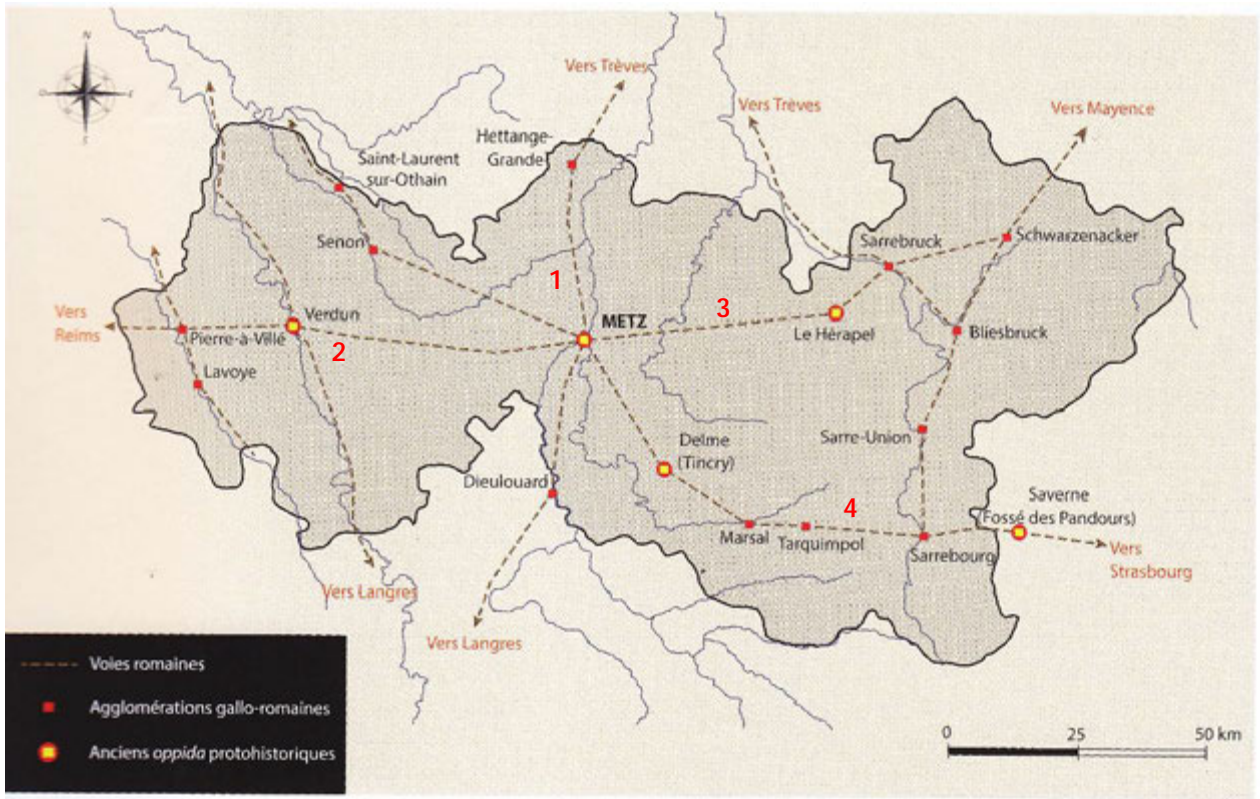 N
O
E
S
Vers Trèves
Vers Trèves
Vers Mayence
Hettange-
Grande
Saint-Laurent
sur-Othain
Senon
Sarrebruck
Schwarzenacker
1
3
Vers
Reims
Verdun
METZ
Pierre-à-Villé
2
Le Hérapel
Bliesbruck
Lavoye
Delme
(Tincry)
Sarre-Union
Dieulouard
4
Saverne
(Fossé des Pandours)
Marsal
Tarquimpol
Sarrebourg
Vers
Strasbourg
Vers Langres
Vers Langres
Voies romaines
Agglomérations gallo-romaines
Anciens oppida protohistoriques
0
25
50 km